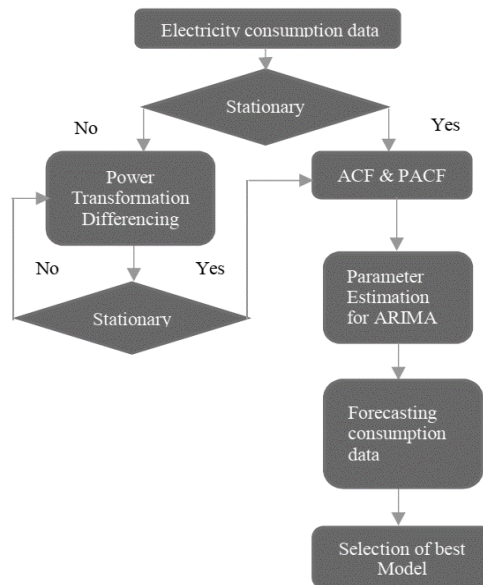 Electricity consumption data
Stationary
No
Yes
Power
Transformation
Differencing
ACF & PACF
No
Yes
Stationary
Parameter
Estimation
for ARIMA
Forecasting
consumption
data
Selection of best
Model